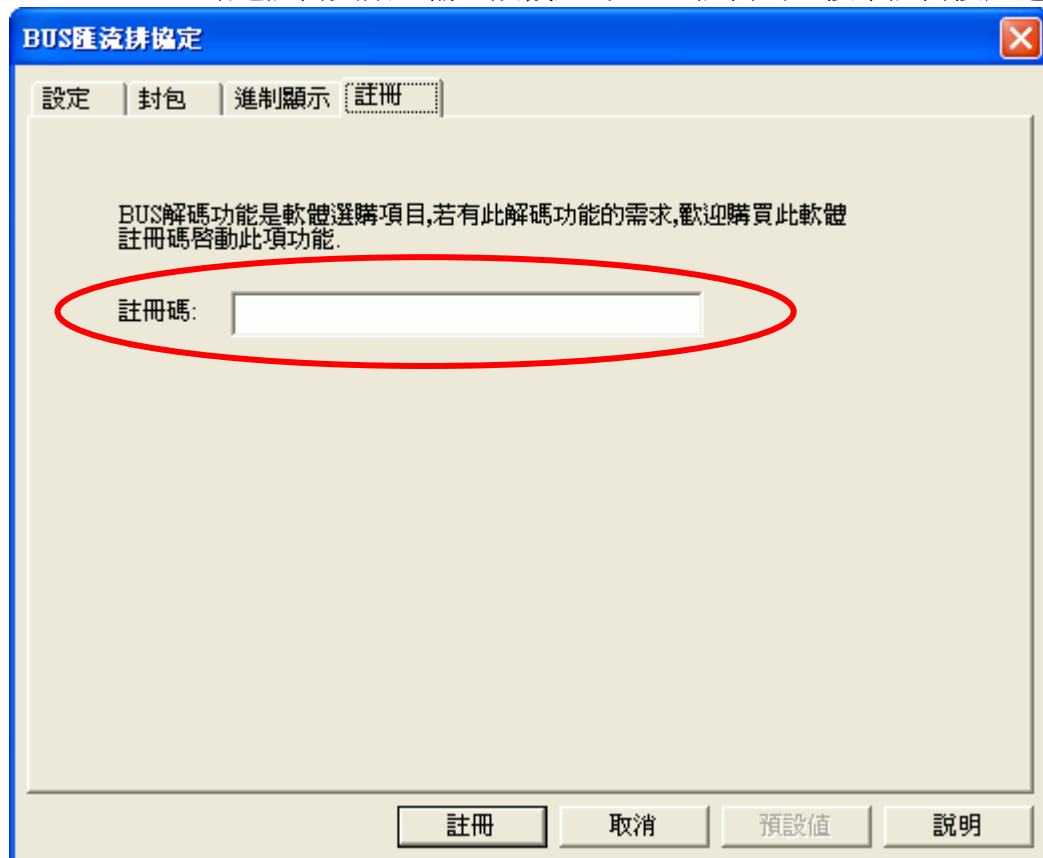 BUS匯流排協定
設定 封包 進制顯示 註冊
BUS解碼功能是軟體選購項目,若有此解碼功能的需求,歡迎購買此軟體
註冊碼啓動此項功能.
註冊碼:
註冊 取消 預設值 說明